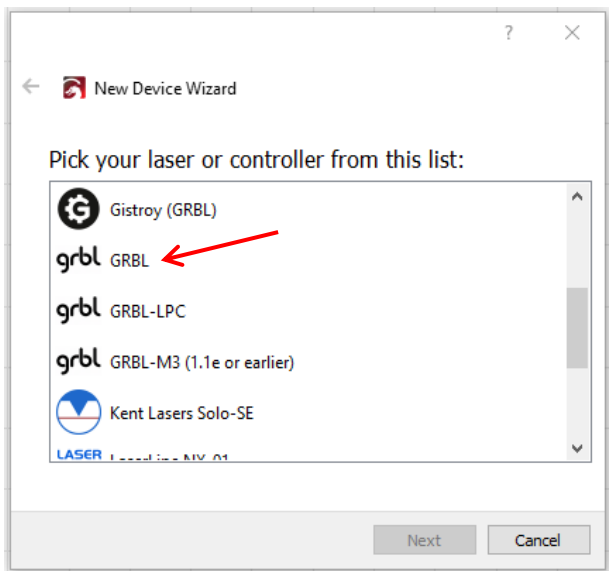 ?
New Device Wizard
Pick your laser or controller from this list:
G Gistroy (GRBL)
grbl GRBL
grbl GRBL-LPC
grbl GRBL-M3 (1.1e or earlier)
Kent Lasers Solo-SE
LASER
Next Cancel